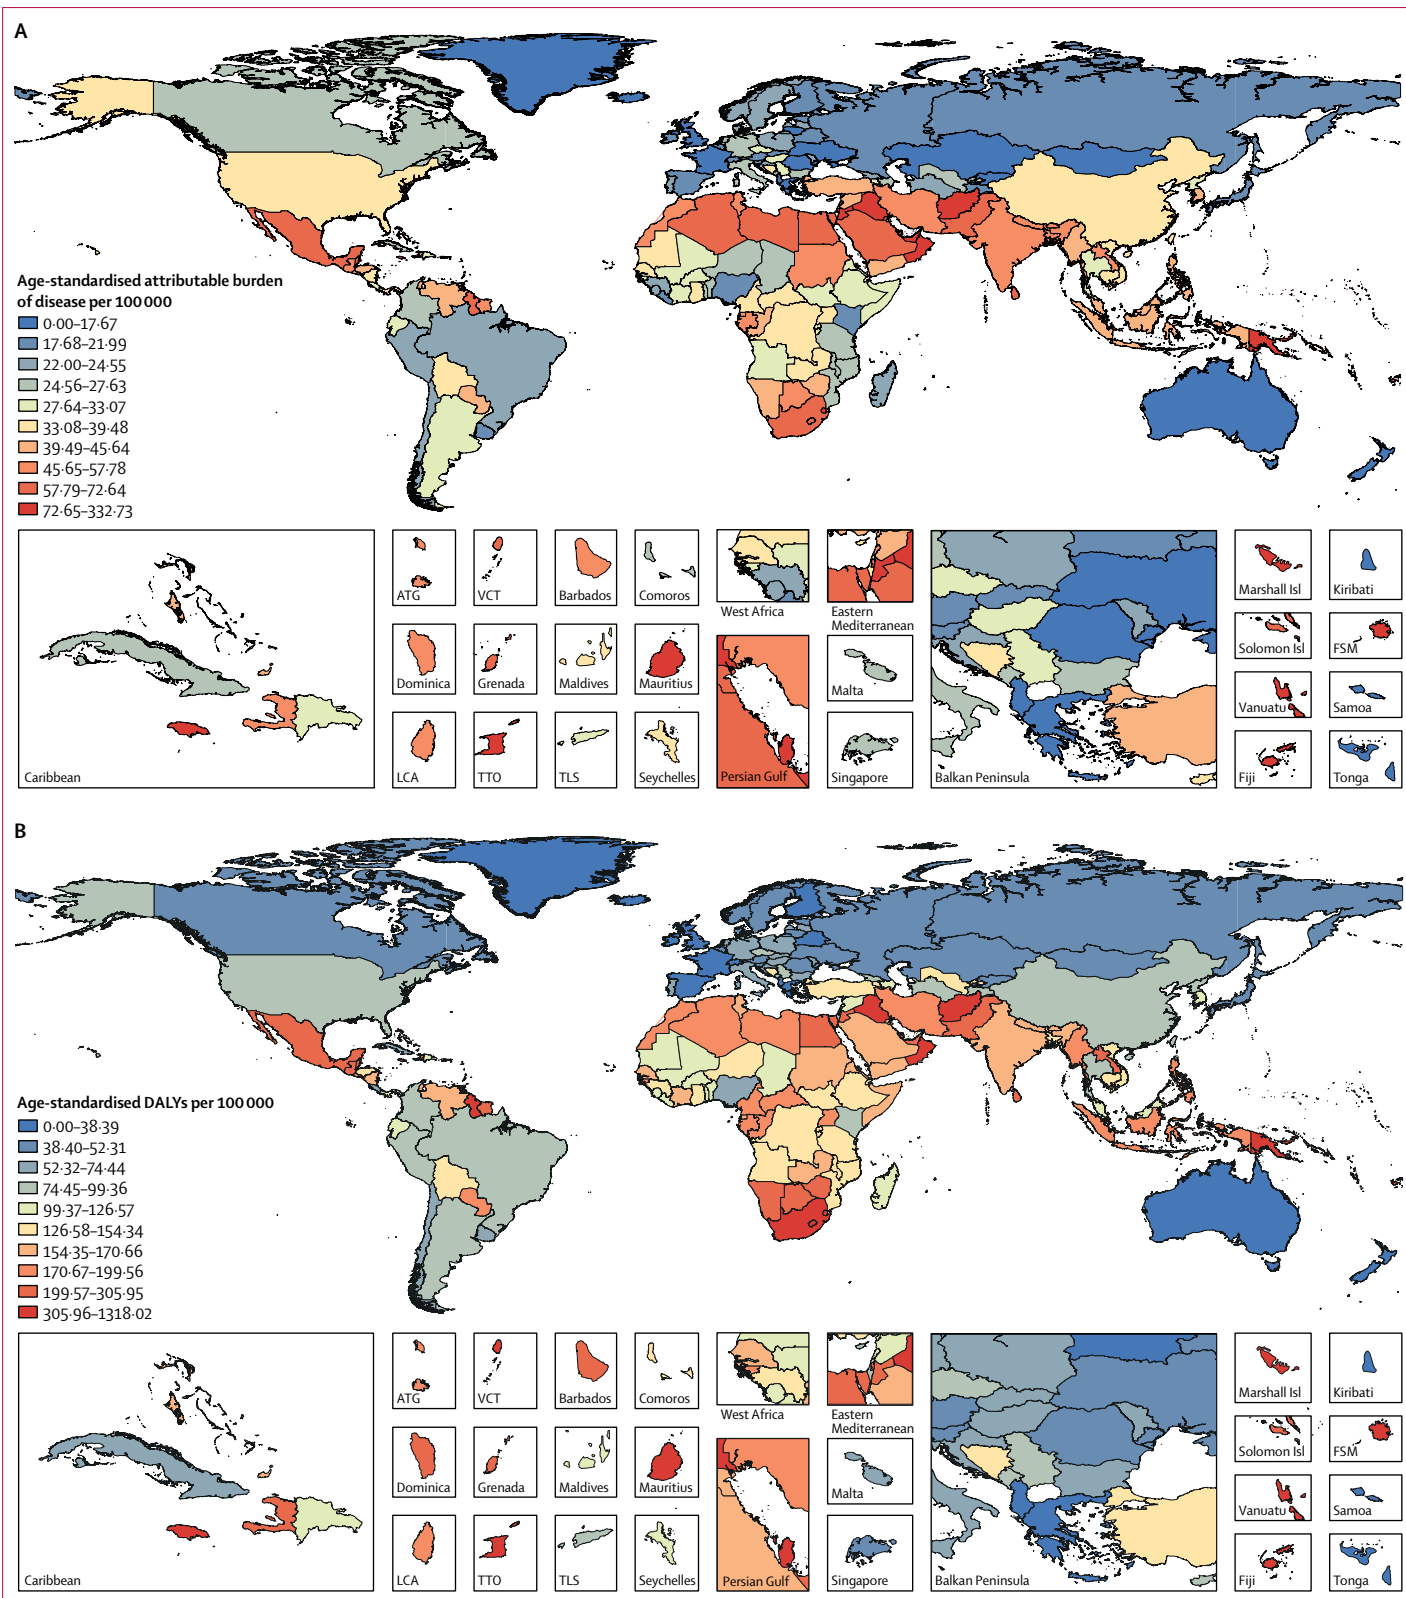 A
Age-standardised attributable burden
of disease per 100 000
0·00–17·67
17·68–21·99
22·00–24·55
24·56–27·63
27·64–33·07
33·08–39·48
39·49–45·64
45·65–57·78
57·79–72·64
72·65–332·73
Caribbean
ATG
VCT
Barbados
Comoros
Dominica
Grenada
Maldives
Mauritius
LCA
TTO
TLS
Seychelles
West Africa
Eastern
Mediterranean
Persian Gulf
Malta
Singapore
Balkan Peninsula
Marshall Isl
Kiribati
Solomon Isl
FSM
Vanuatu
Samoa
Fiji
Tonga
B
Age-standardised DALYs per 100 000
0·00–38·39
38·40–52·31
52·32–74·44
74·45–99·36
99·37–126·57
126·58–154·34
154·35–170·66
170·67–199·56
199·57–305·95
305·96–1318·02
Caribbean
ATG
VCT
Barbados
Comoros
Dominica
Grenada
Maldives
Mauritius
LCA
TTO
TLS
Seychelles
West Africa
Eastern
Mediterranean
Persian Gulf
Malta
Singapore
Balkan Peninsula
Marshall Isl
Kiribati
Solomon Isl
FSM
Vanuatu
Samoa
Fiji
Tonga